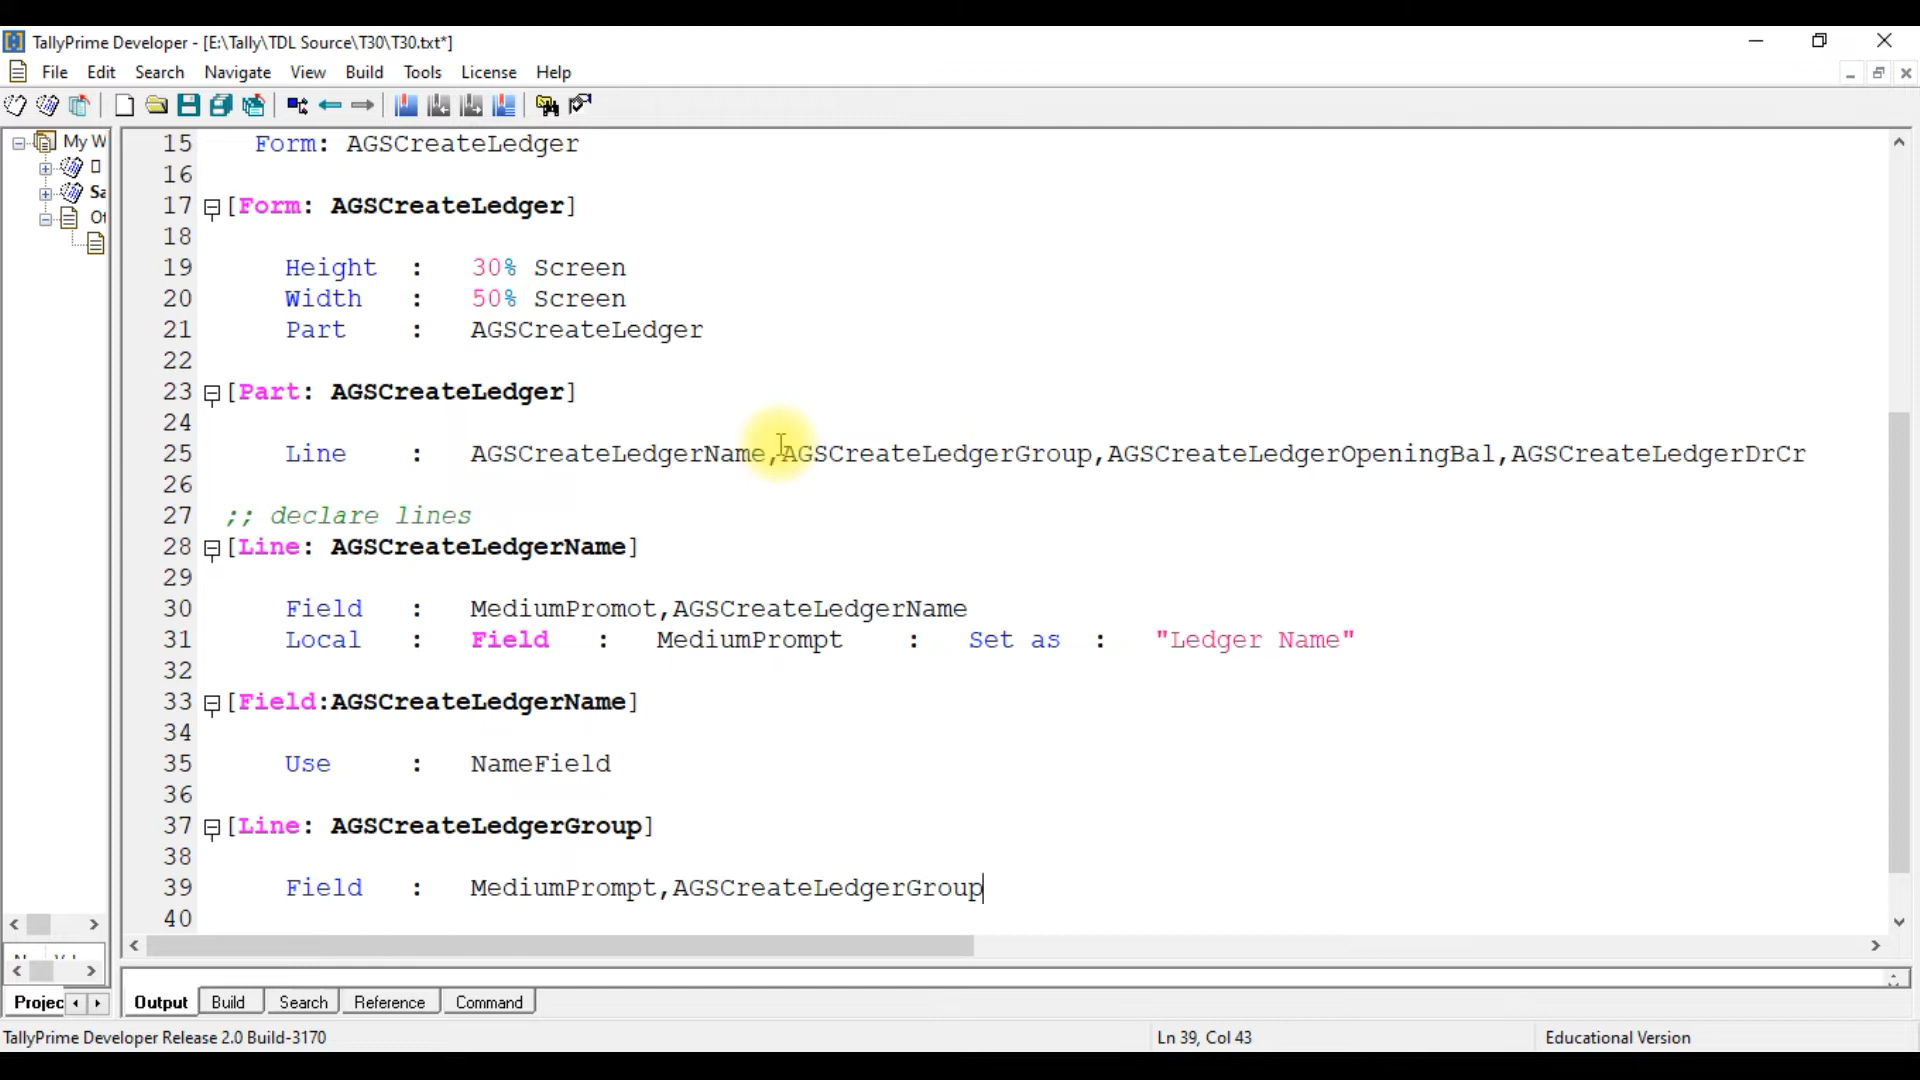 TallyPrime Developer - [E:\Tally\TDL Source\T30\T30.txt*]
File Edit Search Navigate View Build Tools License Help
My W
Sa
Ot
15 Form: AGSCreateLedger
16
17 [Form: AGSCreateLedger]
18
19 Height : 30% Screen
20 Width : 50% Screen
21 Part : AGSCreateLedger
22
23 [Part: AGSCreateLedger]
24
25 Line : AGSCreateLedgerName,AGSCreateLedgerGroup,AGSCreateLedgerOpeningBal,AGSCreateLedgerDrCr
26
27 ;; declare lines
28 [Line: AGSCreateLedgerName]
29
30 Field : MediumPromot,AGSCreateLedgerName
31 Local : Field : MediumPrompt : Set as : "Ledger Name"
32
33 [Field:AGSCreateLedgerName]
34
35 Use : NameField
36
37 [Line: AGSCreateLedgerGroup]
38
39 Field : MediumPrompt,AGSCreateLedgerGroup
40
Projec Output Build Search Reference Command
TallyPrime Developer Release 2.0 Build-3170 Ln 39, Col 43 Educational Version